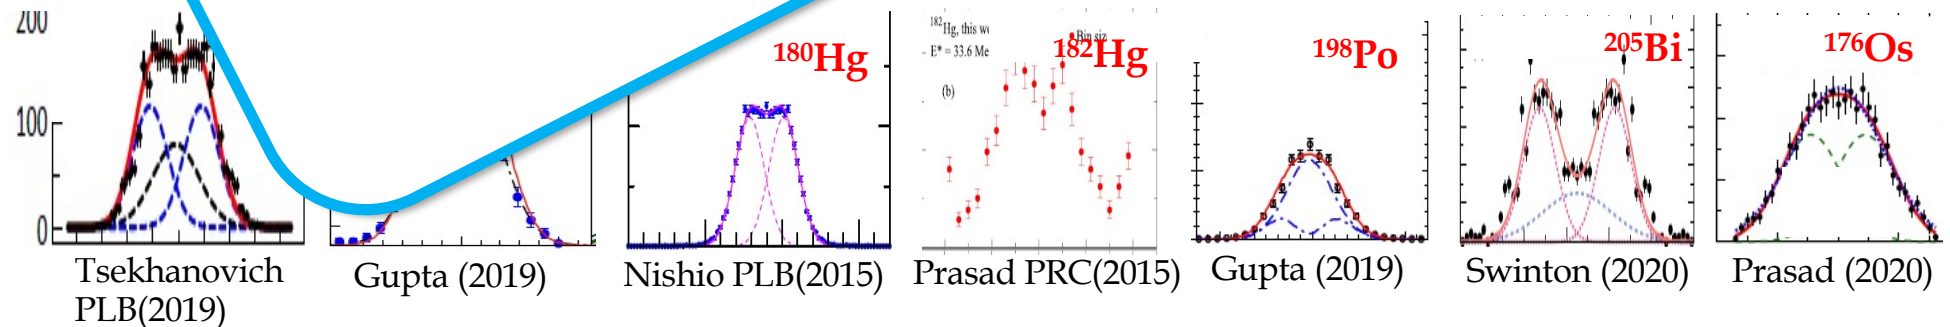 200
100
0
¹⁸⁰Hg
¹⁸²Hg, this
E* = 33.6 Me
Bin siz
(b)
¹⁸²Hg
¹⁹⁸Po
²⁰⁵Bi
¹⁷⁶Os
Tsekhanovich
PLB(2019)
Gupta (2019)
Nishio PLB(2015)
Prasad PRC(2015)
Gupta (2019)
Swinton (2020)
Prasad (2020)